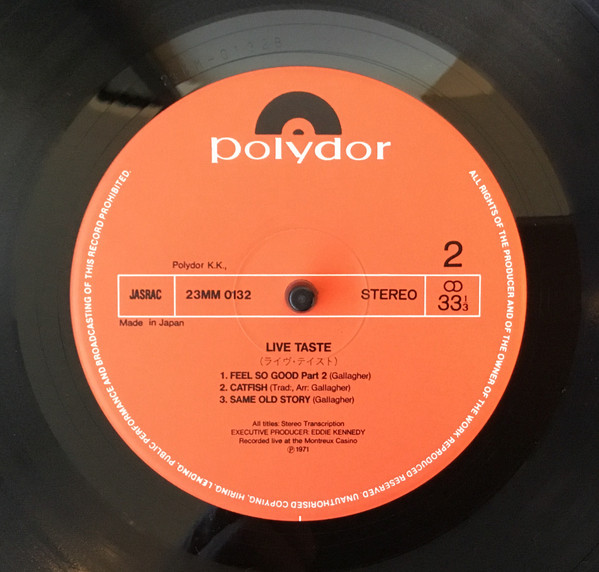 polydor
2
Polydor K.K.,
JASRAC 23MM 0132 STEREO 33 1/3
Made in Japan
LIVE TASTE
(ライヴ・テイスト)
1. FEEL SO GOOD Part 2 (Gallagher)
2. CATFISH (Trad:, Arr: Gallagher)
3. SAME OLD STORY (Gallagher)
All titles: Stereo Transcription
EXECUTIVE PRODUCER: EDDIE KENNEDY
Recorded live at the Montreux Casino
Ⓟ1971
ALL RIGHTS OF THE PRODUCER AND OF THE OWNER OF THE WORK REPRODUCED RESERVED. UNAUTHORISED COPYING, HIRING, LENDING, PUBLIC PERFORMANCE AND BROADCASTING OF THIS RECORD PROHIBITED.